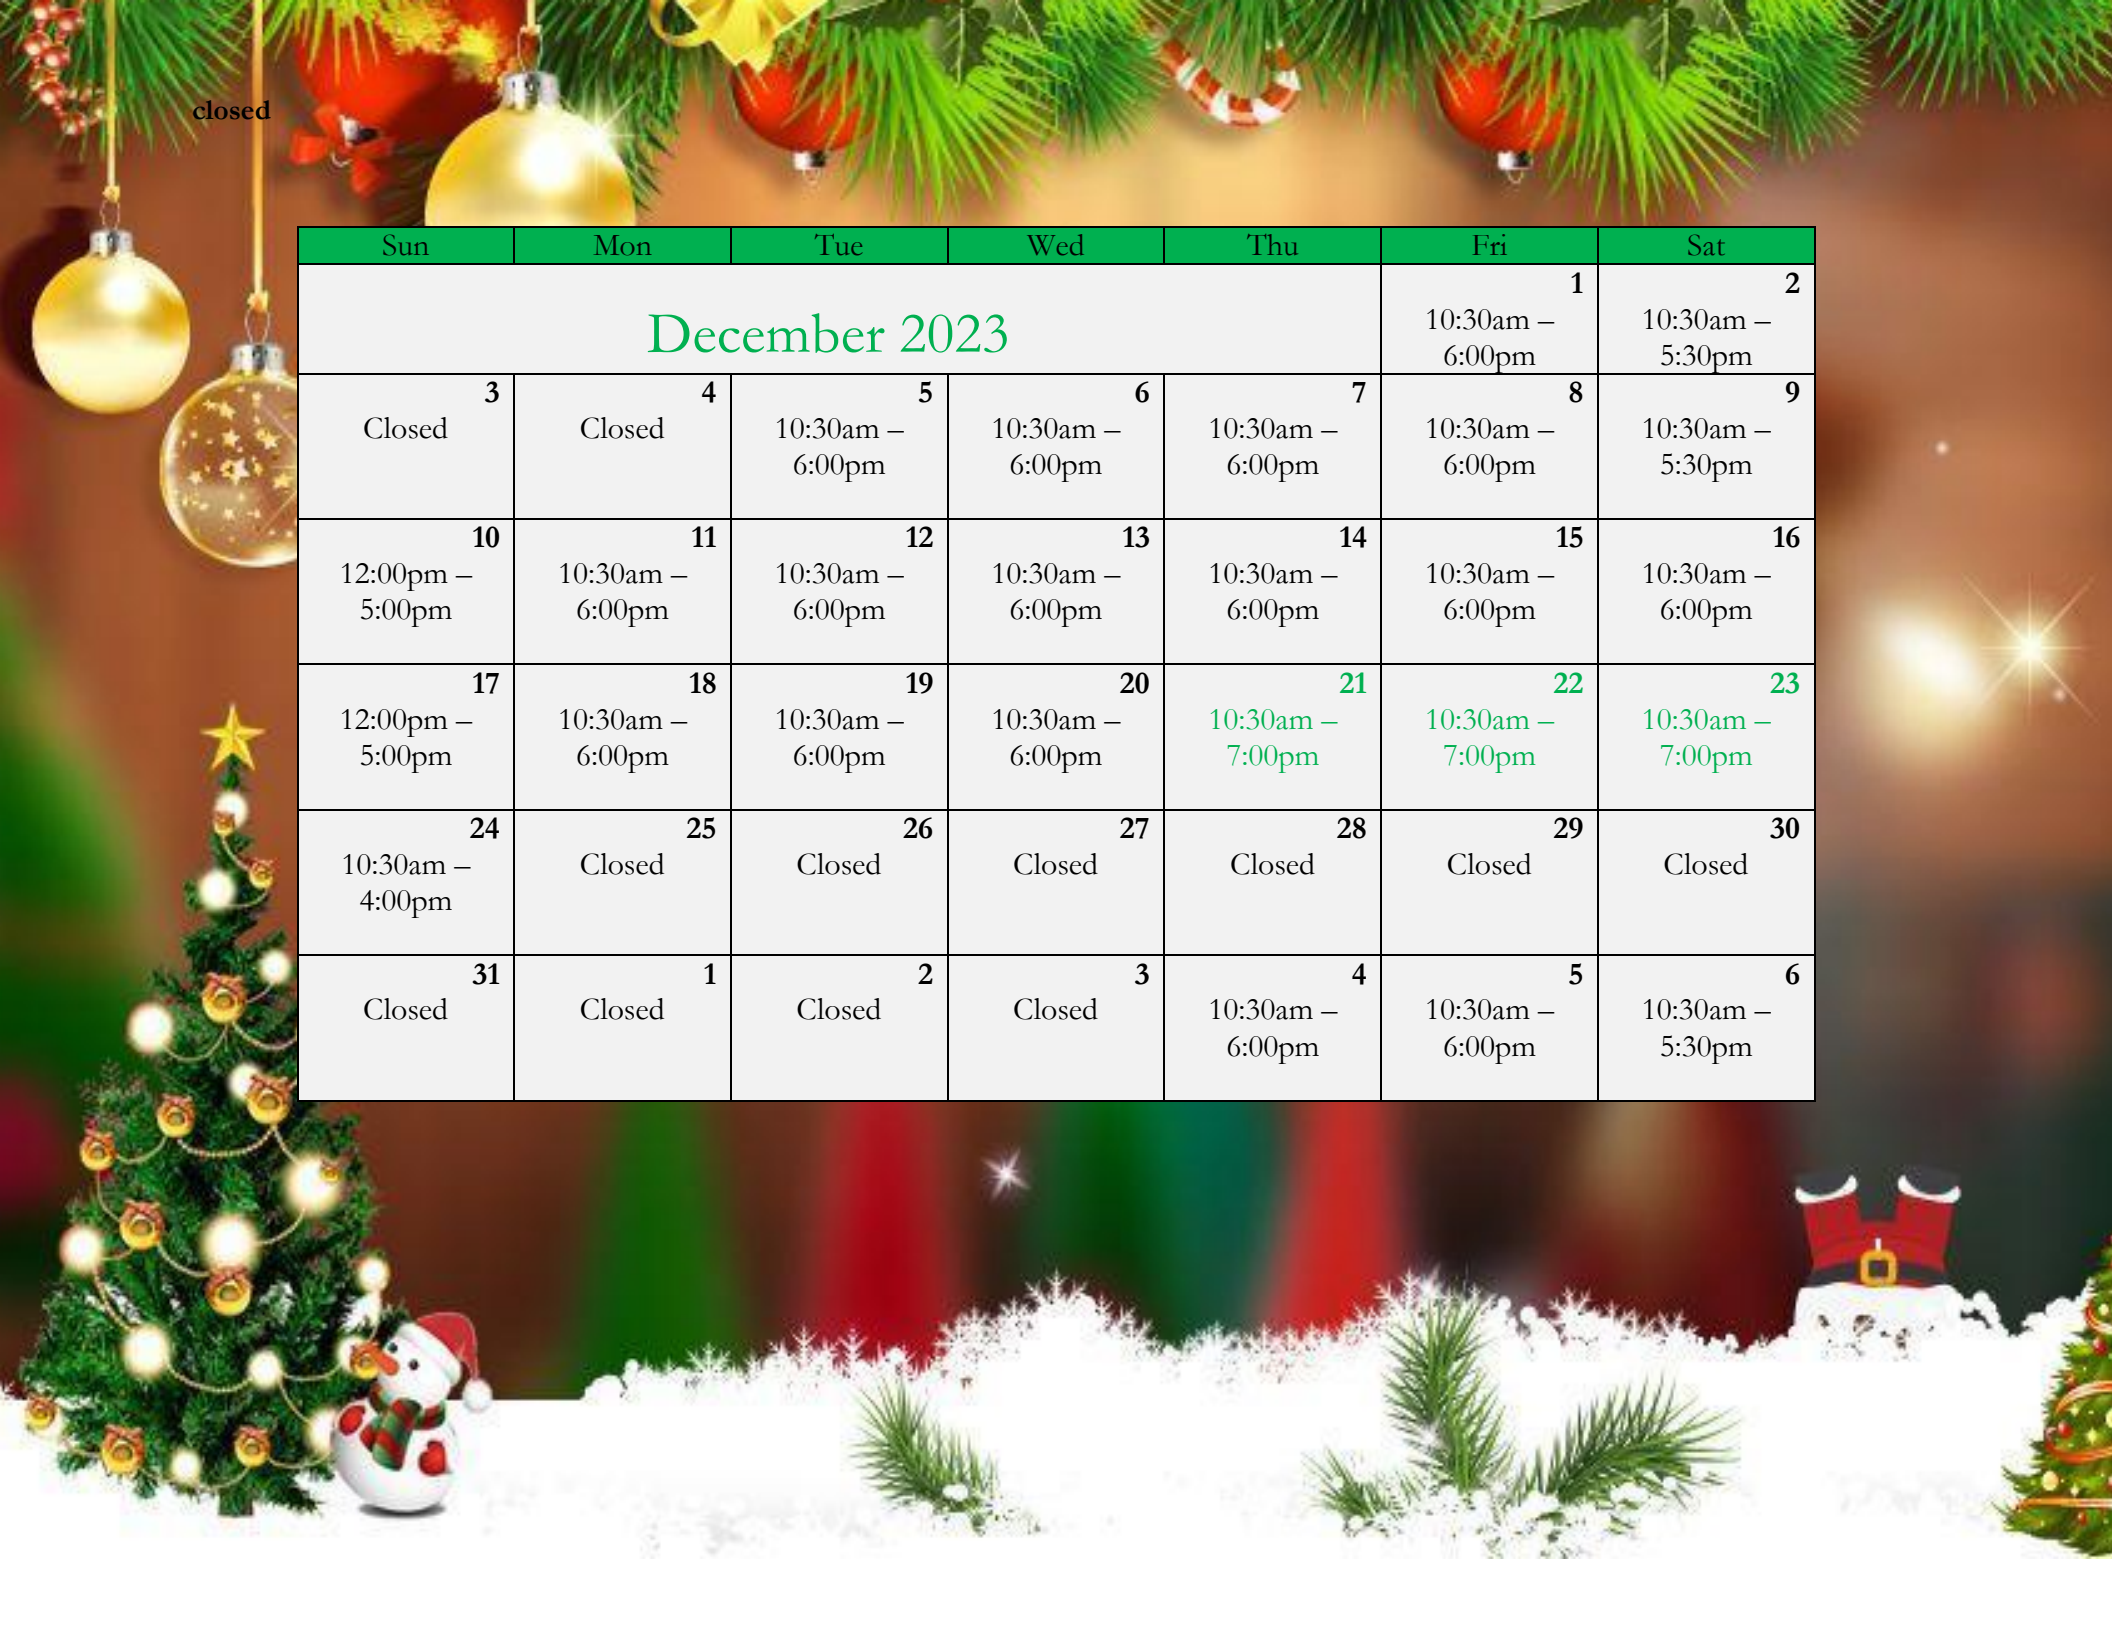 closed
Sun Mon Tue Wed Thu Fri Sat
December 2023
1 2
10:30am – 10:30am –
6:00pm 5:30pm
3 4 5 6 7 8 9
Closed Closed 10:30am – 10:30am – 10:30am – 10:30am – 10:30am –
6:00pm 6:00pm 6:00pm 6:00pm 5:30pm
10 11 12 13 14 15 16
12:00pm – 10:30am – 10:30am – 10:30am – 10:30am – 10:30am – 10:30am –
5:00pm 6:00pm 6:00pm 6:00pm 6:00pm 6:00pm 6:00pm
17 18 19 20 21 22 23
12:00pm – 10:30am – 10:30am – 10:30am – 10:30am – 10:30am – 10:30am –
5:00pm 6:00pm 6:00pm 6:00pm 7:00pm 7:00pm 7:00pm
24 25 26 27 28 29 30
10:30am – Closed Closed Closed Closed Closed Closed
4:00pm
31 1 2 3 4 5 6
Closed Closed Closed Closed 10:30am – 10:30am – 10:30am –
6:00pm 6:00pm 5:30pm